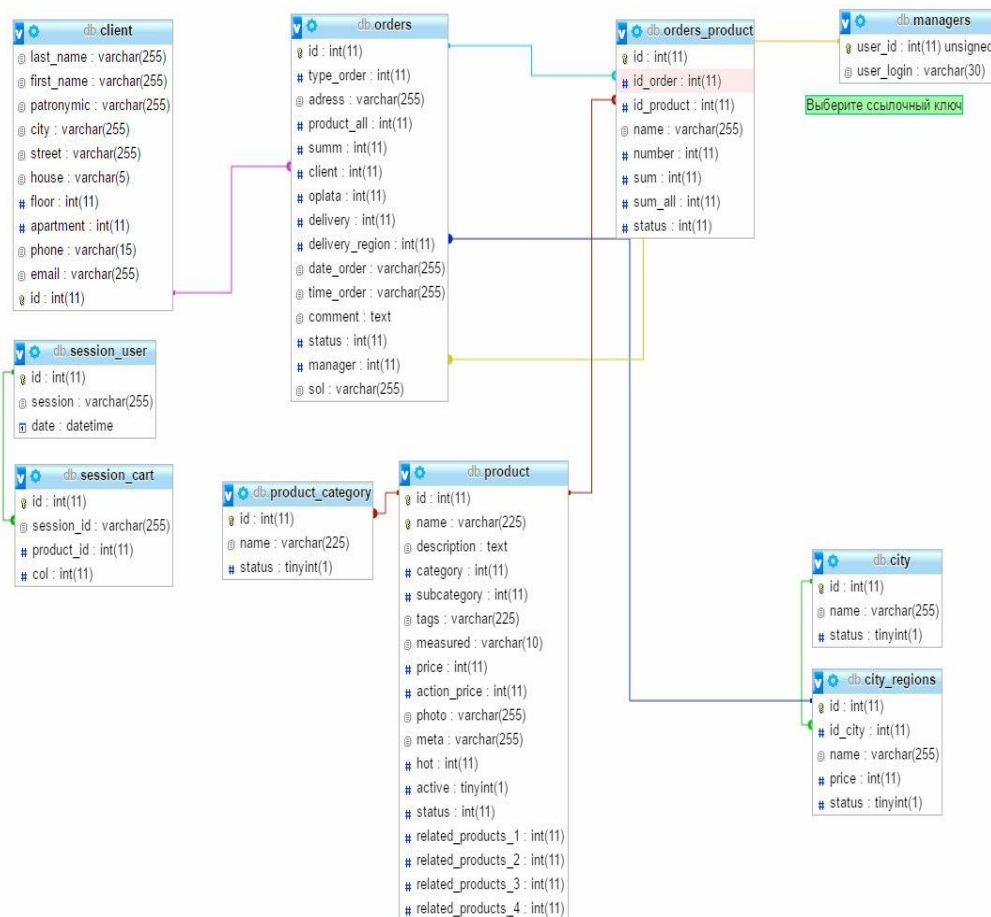 db.client
last_name : varchar(255)
first_name : varchar(255)
patronymic : varchar(255)
city : varchar(255)
street : varchar(255)
house : varchar(5)
floor : int(11)
apartment : int(11)
phone : varchar(15)
email : varchar(255)
id : int(11)
db.orders
id : int(11)
type_order : int(11)
adress : varchar(255)
product_all : int(11)
summ : int(11)
client : int(11)
oplata : int(11)
delivery : int(11)
delivery_region : int(11)
date_order : varchar(255)
time_order : varchar(255)
comment : text
status : int(11)
manager : int(11)
sol : varchar(255)
db.orders_product
id : int(11)
id_order : int(11)
id_product : int(11)
name : varchar(255)
number : int(11)
sum : int(11)
sum_all : int(11)
status : int(11)
db.managers
user_id : int(11) unsigned
user_login : varchar(30)
Выберите ссылочный ключ
db.session_user
id : int(11)
session : varchar(255)
date : datetime
db.session_cart
id : int(11)
session_id : varchar(255)
product_id : int(11)
col : int(11)
db.product_category
id : int(11)
name : varchar(225)
status : tinyint(1)
db.product
id : int(11)
name : varchar(225)
description : text
category : int(11)
subcategory : int(11)
tags : varchar(225)
measured : varchar(10)
price : int(11)
action_price : int(11)
photo : varchar(255)
meta : varchar(255)
hot : int(11)
active : tinyint(1)
status : int(11)
related_products_1 : int(11)
related_products_2 : int(11)
related_products_3 : int(11)
related_products_4 : int(11)
db.city
id : int(11)
name : varchar(255)
status : tinyint(1)
db.city_regions
id : int(11)
id_city : int(11)
name : varchar(255)
price : int(11)
status : tinyint(1)